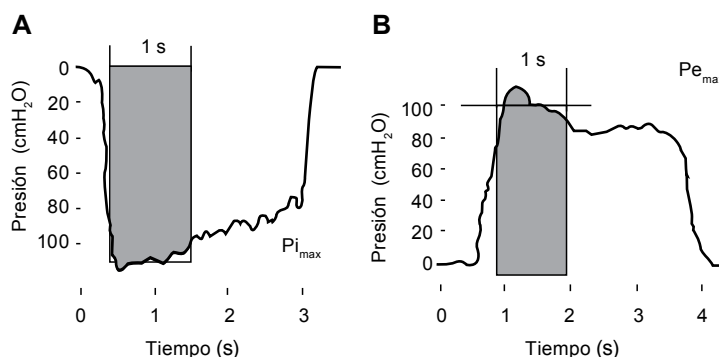 A
1 s
0
20
40
60
80
100
Presión (cmH2O)
Pimax
0 1 2 3
Tiempo (s)
B
1 s
Pema
100
80
60
40
20
0
Presión (cmH2O)
0 1 2 3 4
Tiempo (s)